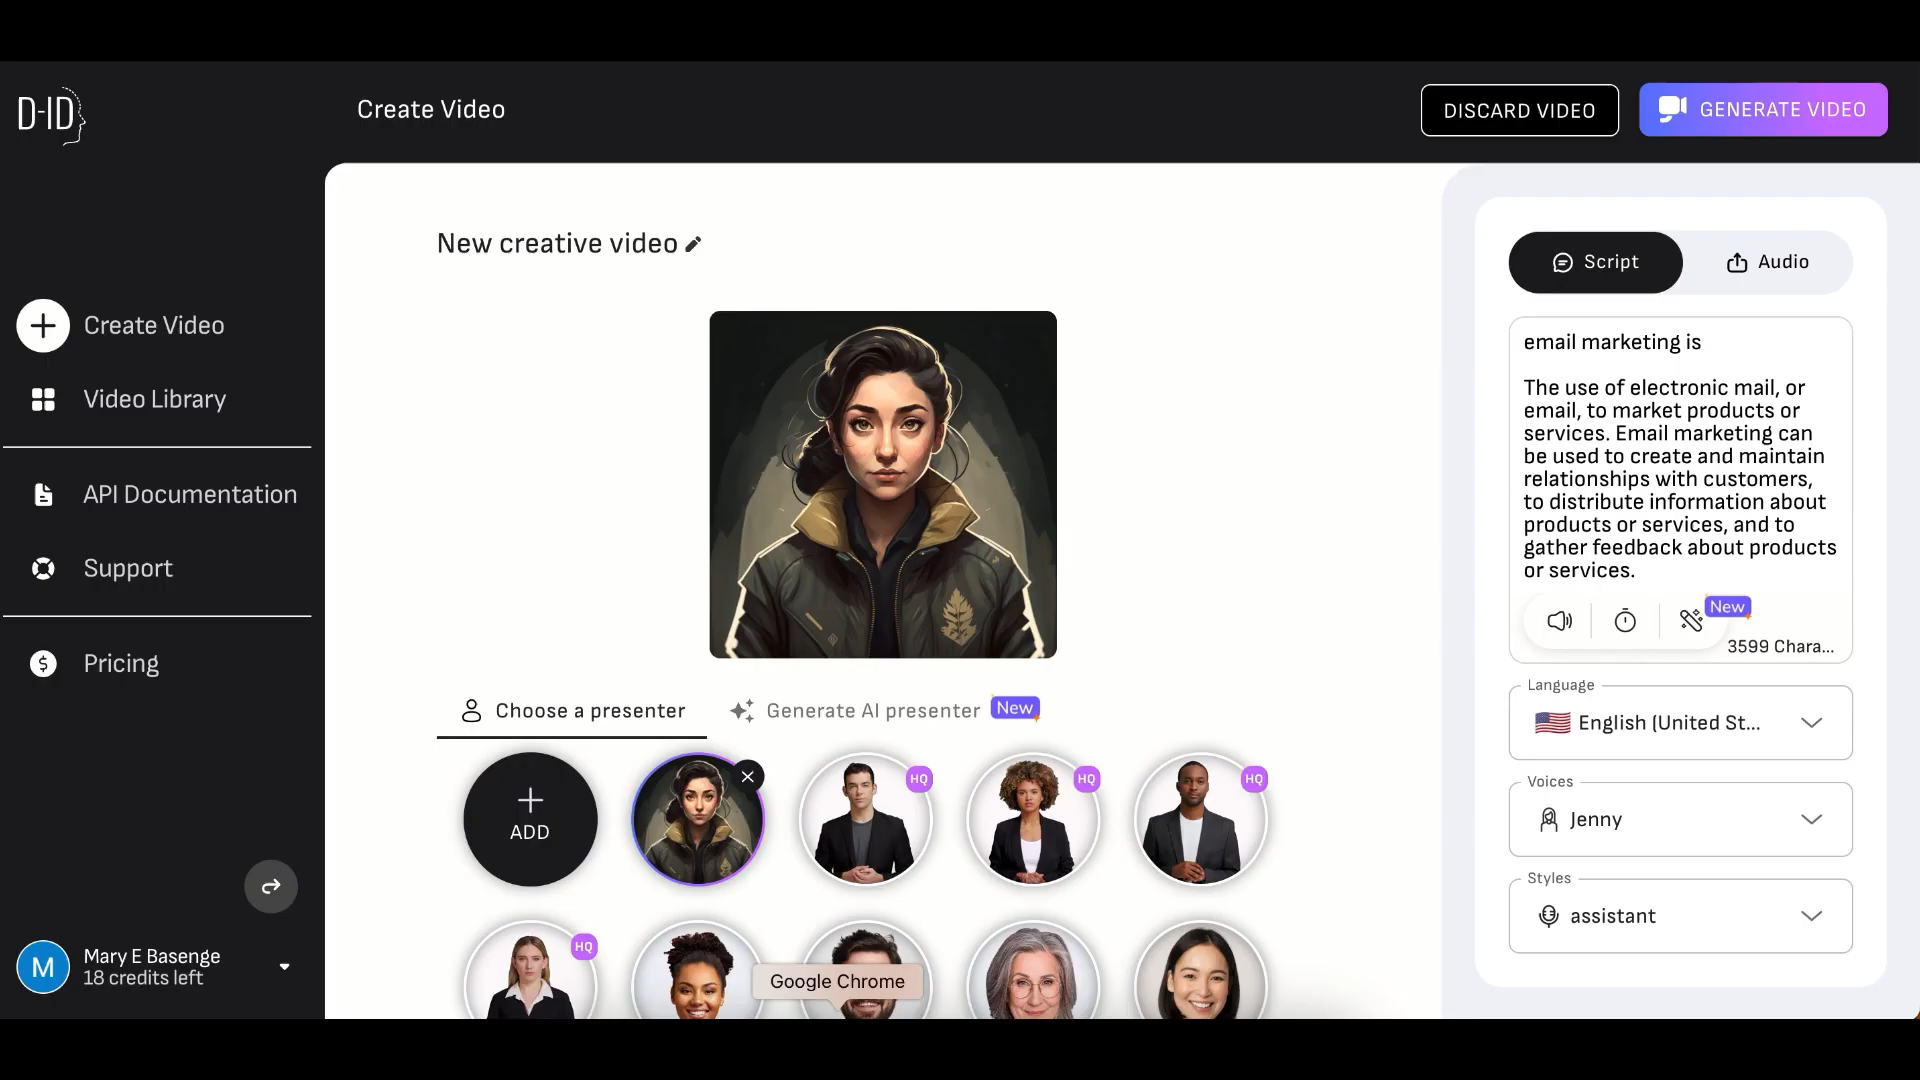 D-ID
Create Video
DISCARD VIDEO
GENERATE VIDEO
Create Video
Video Library
API Documentation
Support
Pricing
M
Mary E Basenge
18 credits left
New creative video
Choose a presenter
Generate AI presenter
New
ADD
HQ
HQ
HQ
HQ
Google Chrome
Script
Audio
email marketing is
The use of electronic mail, or
email, to market products or
services. Email marketing can
be used to create and maintain
relationships with customers,
to distribute information about
products or services, and to
gather feedback about products
or services.
New
3599 Chara...
Language
English (United St...
Voices
Jenny
Styles
assistant